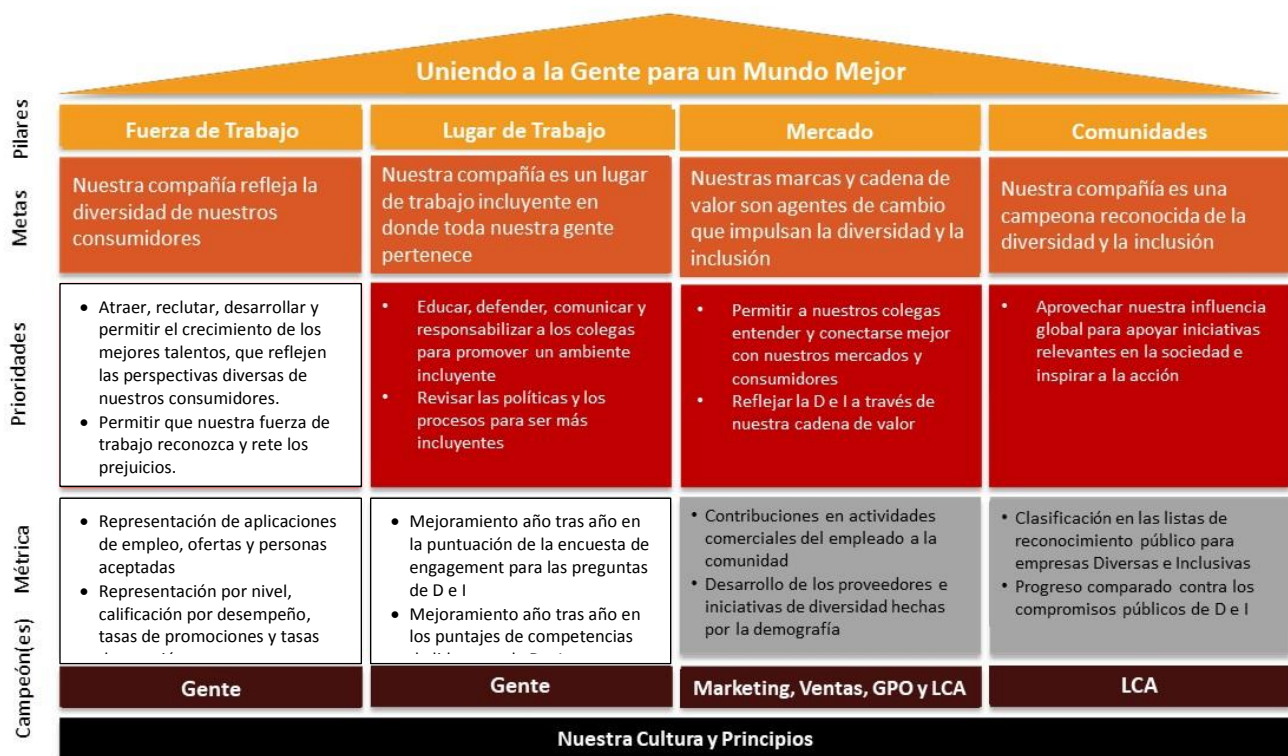 Uniendo a la Gente para un Mundo Mejor
Pilares
Fuerza de Trabajo
Lugar de Trabajo
Mercado
Comunidades
Metas
Nuestra compañía refleja la
diversidad de nuestros
consumidores
Nuestra compañía es un lugar
de trabajo incluyente en
donde toda nuestra gente
pertenece
Nuestras marcas y cadena de
valor son agentes de cambio
que impulsan la diversidad y la
inclusión
Nuestra compañía es una
campeona reconocida de la
diversidad y la inclusión
Prioridades
• Atraer, reclutar, desarrollar y
permitir el crecimiento de los
mejores talentos, que reflejen
las perspectivas diversas de
nuestros consumidores.
• Permitir que nuestra fuerza de
trabajo reconozca y rete los
prejuicios.
• Educar, defender, comunicar y
responsabilizar a los colegas
para promover un ambiente
incluyente
• Revisar las políticas y los
procesos para ser más
incluyentes
• Permitir a nuestros colegas
entender y conectarse mejor
con nuestros mercados y
consumidores
• Reflejar la D e I a través de
nuestra cadena de valor
• Aprovechar nuestra influencia
global para apoyar iniciativas
relevantes en la sociedad e
inspirar a la acción
Métrica
• Representación de aplicaciones
de empleo, ofertas y personas
aceptadas
• Representación por nivel,
calificación por desempeño,
tasas de promociones y tasas
• Mejoramiento año tras año en
la puntuación de la encuesta de
engagement para las preguntas
de D e I
• Mejoramiento año tras año en
los puntajes de competencias
• Contribuciones en actividades
comerciales del empleado a la
comunidad
• Desarrollo de los proveedores e
iniciativas de diversidad hechas
por la demografía
• Clasificación en las listas de
reconocimiento público para
empresas Diversas e Inclusivas
• Progreso comparado contra los
compromisos públicos de D e I
Campeón(es)
Gente
Gente
Marketing, Ventas, GPO y LCA
LCA
Nuestra Cultura y Principios